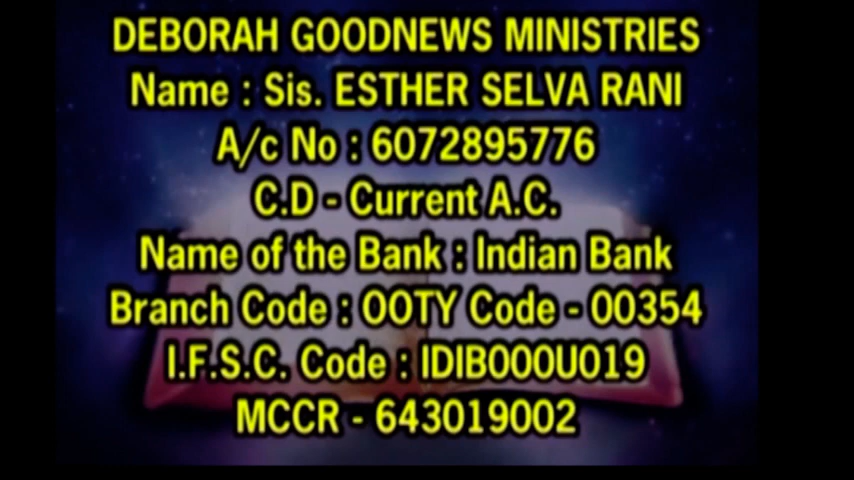 DEBORAH GOODNEWS MINISTRIES
Name : Sis. ESTHER SELVA RANI
A/c No : 6072895776
C.D - Current A.C.
Name of the Bank : Indian Bank
Branch Code : OOTY Code - 00354
I.F.S.C. Code : IDIB000U019
MCCR - 643019002